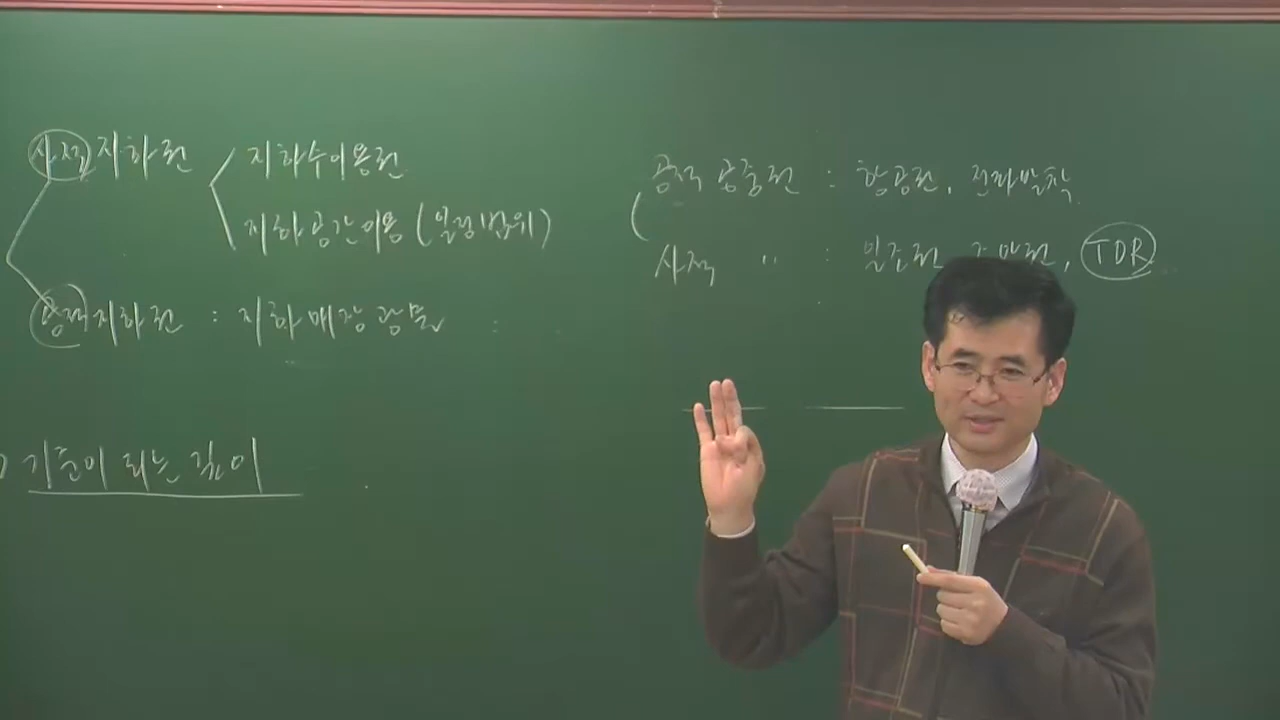 사적 지하권 지하수이용권
지하공간이용 (일정범위)
공적 지하권 : 지하매장 광물 :
기준이 되는 깊이
공적 공중권 : 항공권, 전파발착
사적 〃 : 일조권 조망권, TDR